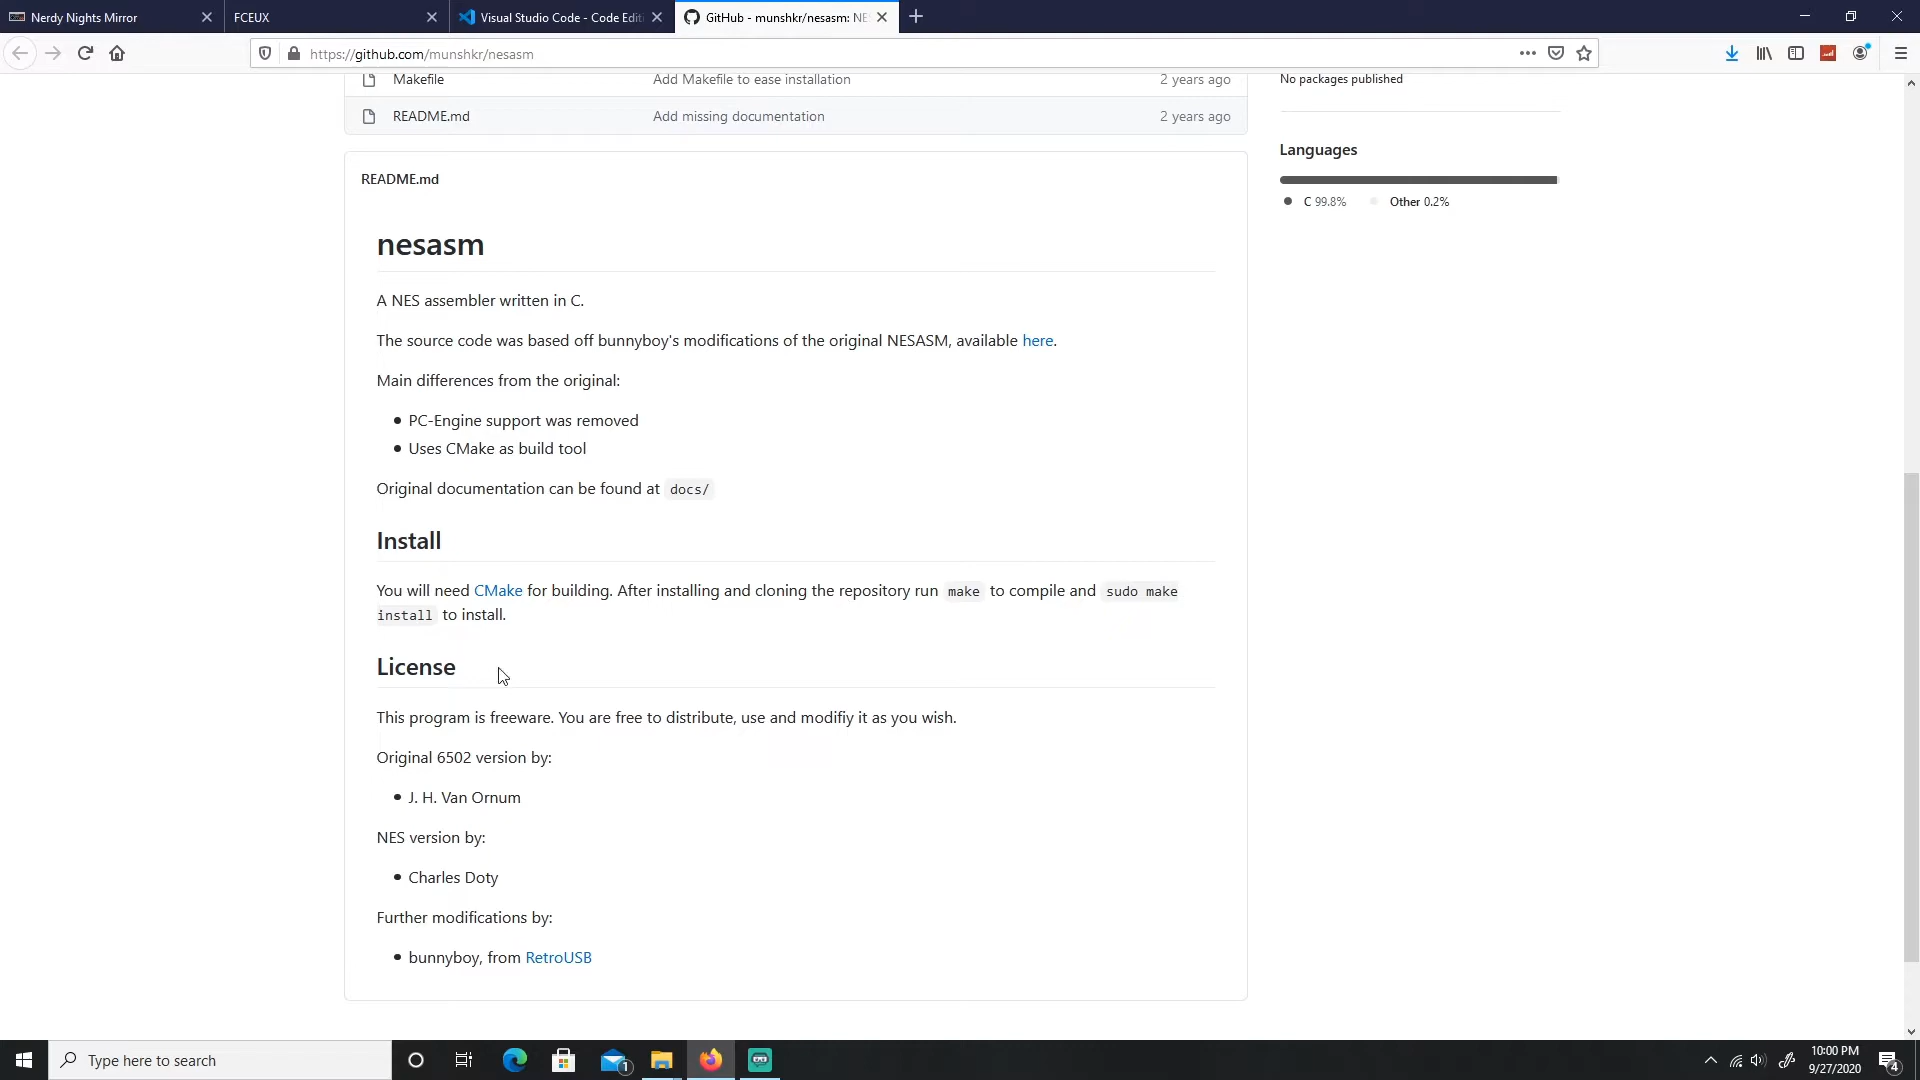 Nerdy Nights Mirror
FCEUX
Visual Studio Code - Code Edit
GitHub - munshkr/nesasm: NE
https://github.com/munshkr/nesasm
Makefile Add Makefile to ease installation 2 years ago
README.md Add missing documentation 2 years ago
No packages published
Languages
C 99.8% Other 0.2%
README.md
nesasm
A NES assembler written in C.
The source code was based off bunnyboy's modifications of the original NESASM, available here.
Main differences from the original:
• PC-Engine support was removed
• Uses CMake as build tool
Original documentation can be found at docs/
Install
You will need CMake for building. After installing and cloning the repository run make to compile and sudo make
install to install.
License
This program is freeware. You are free to distribute, use and modifiy it as you wish.
Original 6502 version by:
• J. H. Van Ornum
NES version by:
• Charles Doty
Further modifications by:
• bunnyboy, from RetroUSB
Type here to search
1
10:00 PM
9/27/2020
4